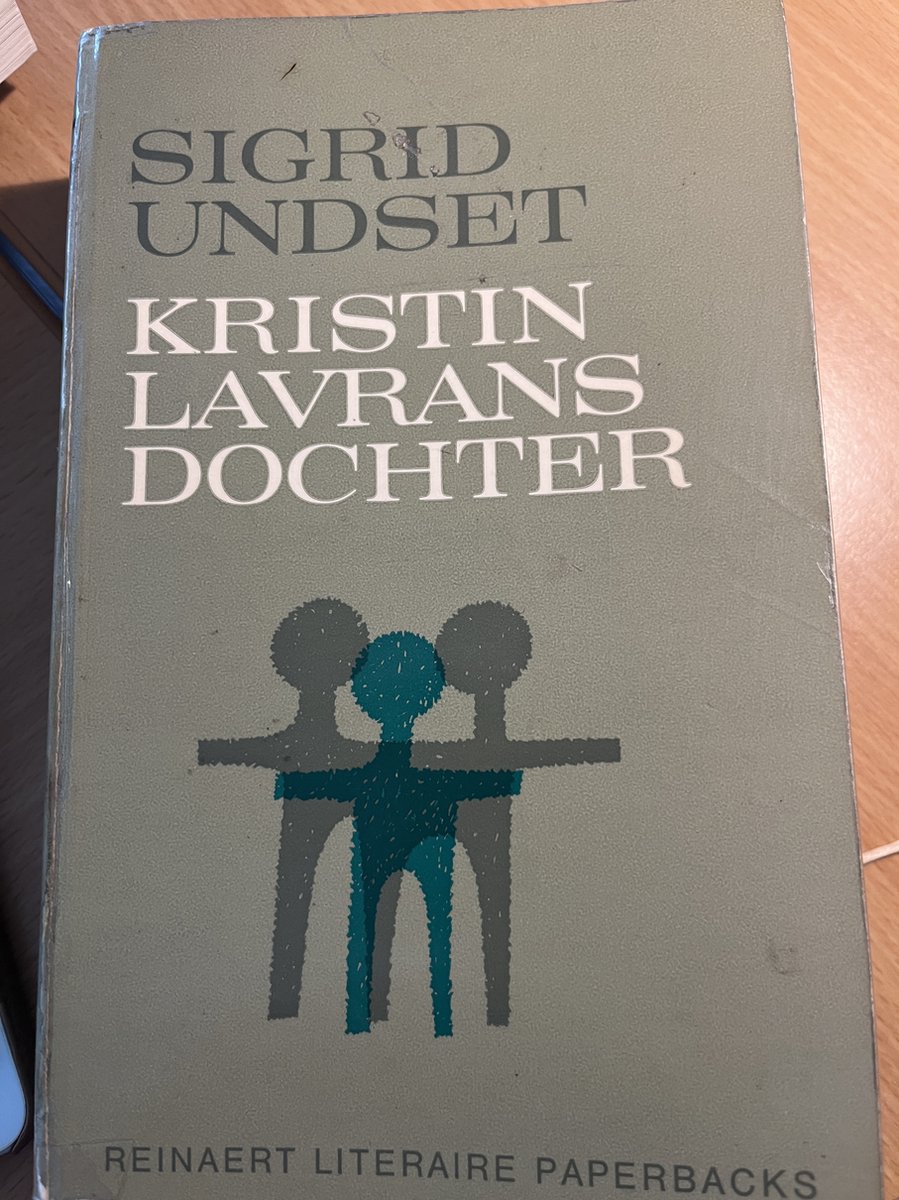 SIGRID
UNDSET
KRISTIN
LAVRANS
DOCHTER
REINAERT LITERAIRE PAPERBACKS